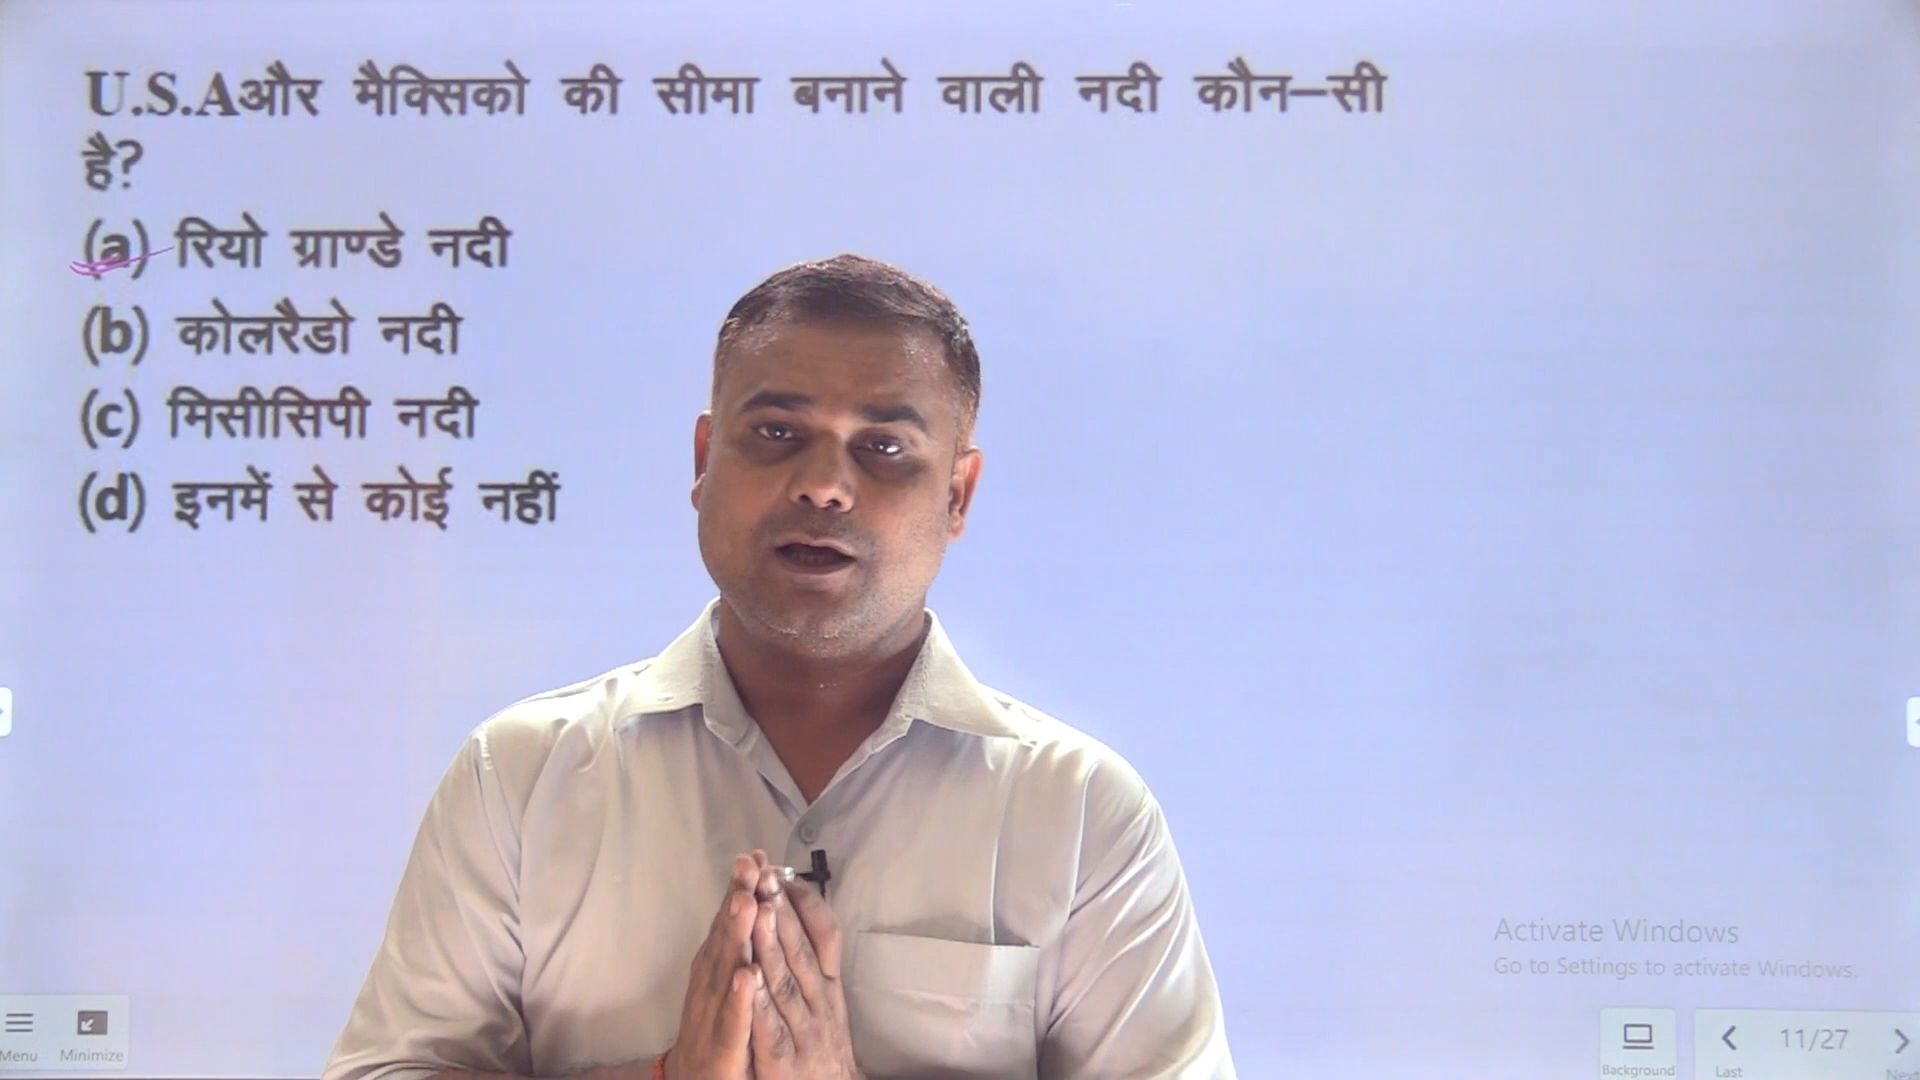 U.S.Aऔर मैक्सिको की सीमा बनाने वाली नदी कौन–सी
है?
(a) रियो ग्राण्डे नदी
(b) कोलरैडो नदी
(c) मिसीसिपी नदी
(d) इनमें से कोई नहीं
Activate Windows
Go to Settings to activate Windows.
Menu Minimize
Background
Last 11/27 Next